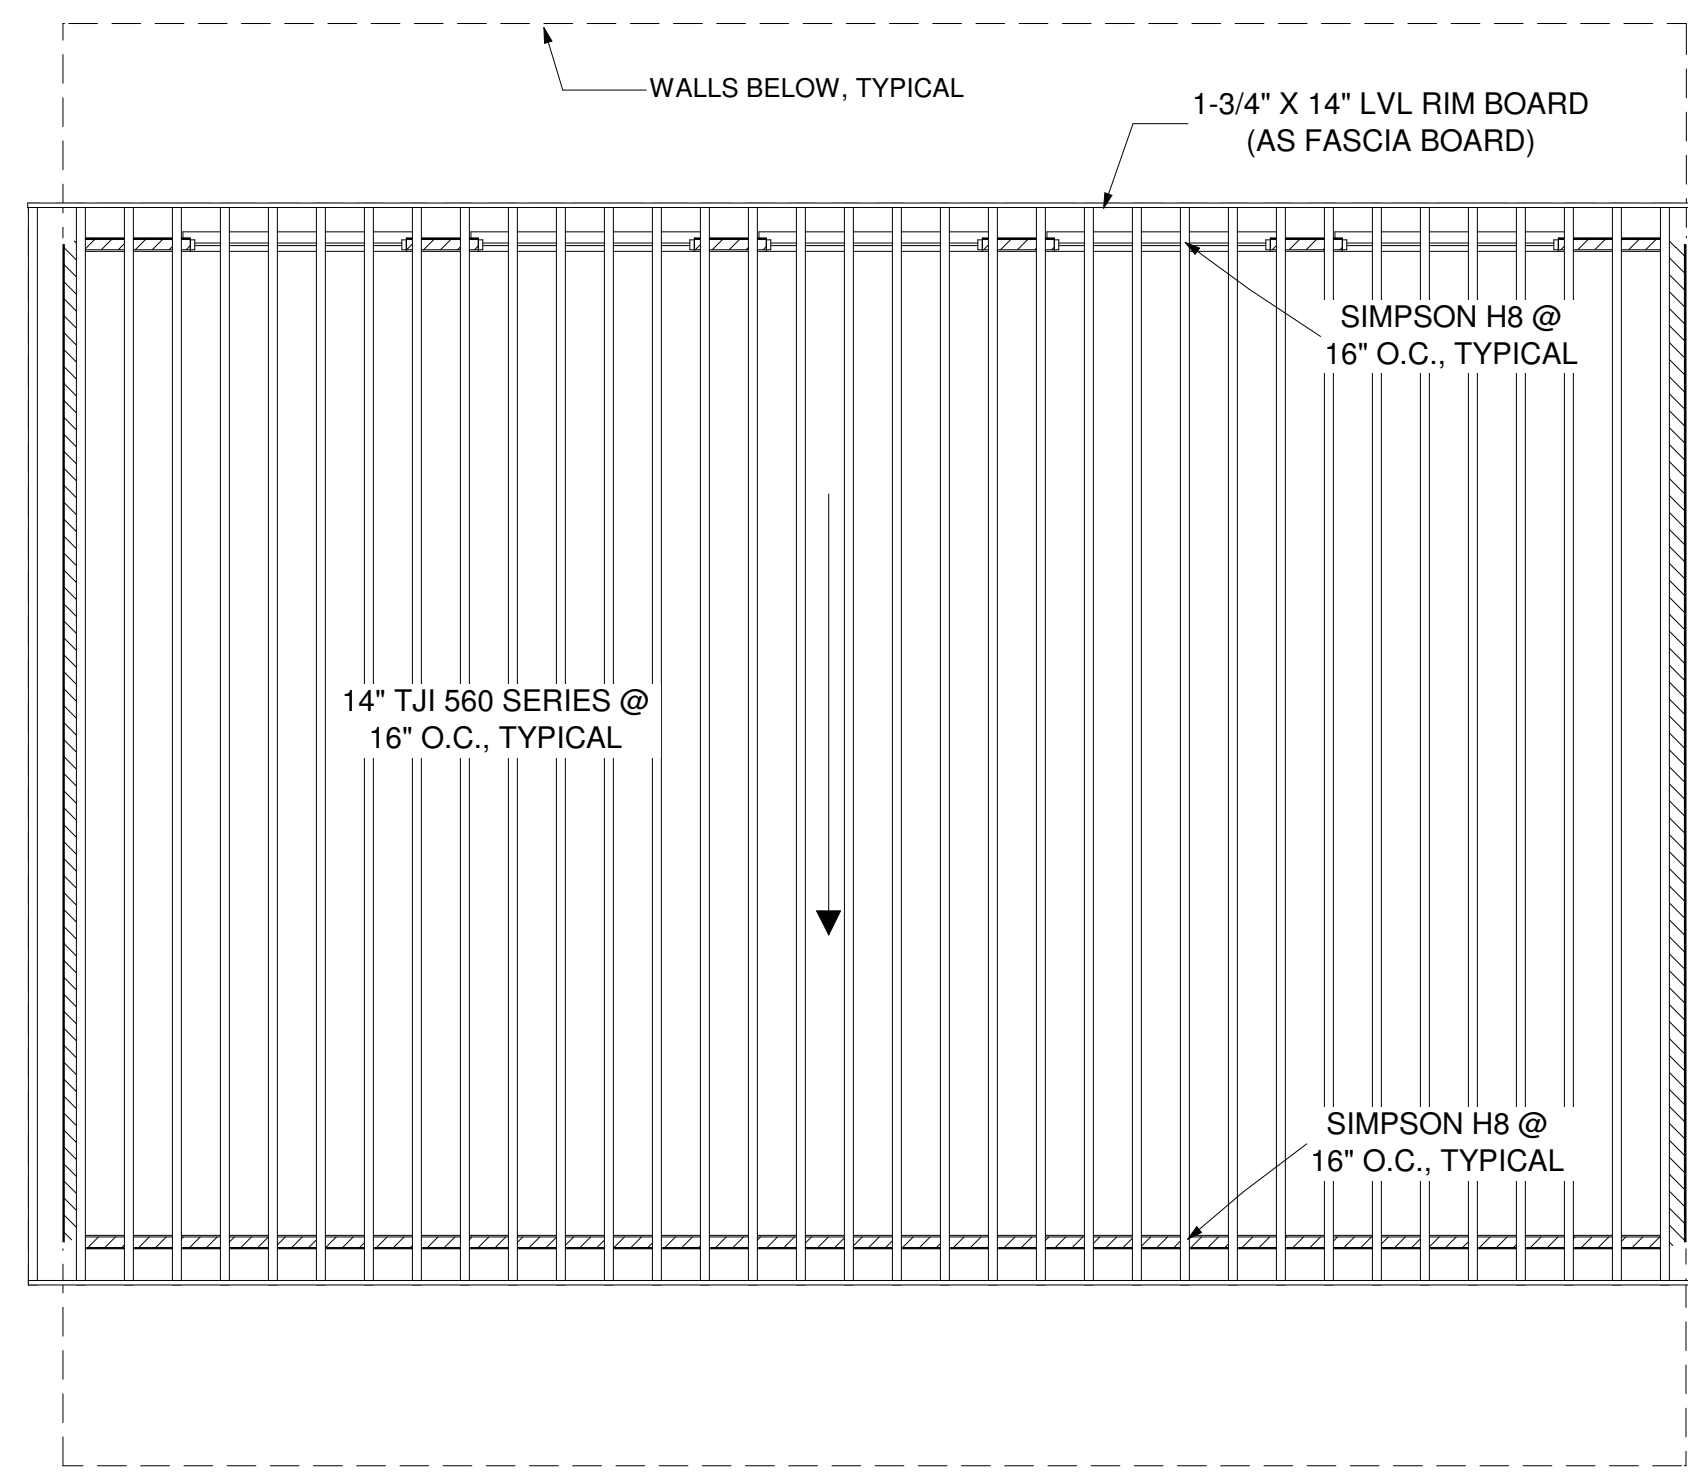 WALLS BELOW, TYPICAL
1-3/4" X 14" LVL RIM BOARD
(AS FASCIA BOARD)
SIMPSON H8 @
16" O.C., TYPICAL
14" TJI 560 SERIES @
16" O.C., TYPICAL
SIMPSON H8 @
16" O.C., TYPICAL